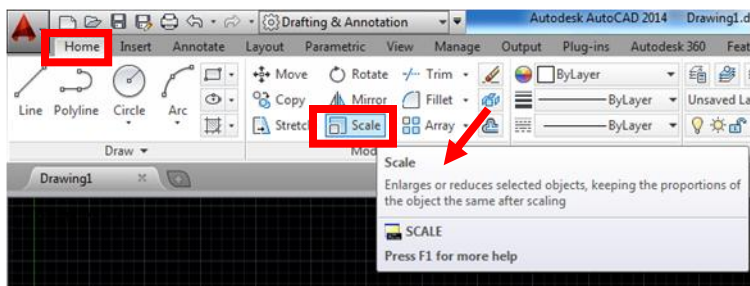 Drafting & Annotation Autodesk AutoCAD 2014 Drawing1.d
Home Insert Annotate Layout Parametric View Manage Output Plug-ins Autodesk 360 Feat
Move Rotate Trim ByLayer
Line Polyline Circle Arc Copy Mirror Fillet ByLayer Unsaved La
Stretch Scale Array ByLayer
Draw Mod
Drawing1
Scale
Enlarges or reduces selected objects, keeping the proportions of
the object the same after scaling
SCALE
Press F1 for more help